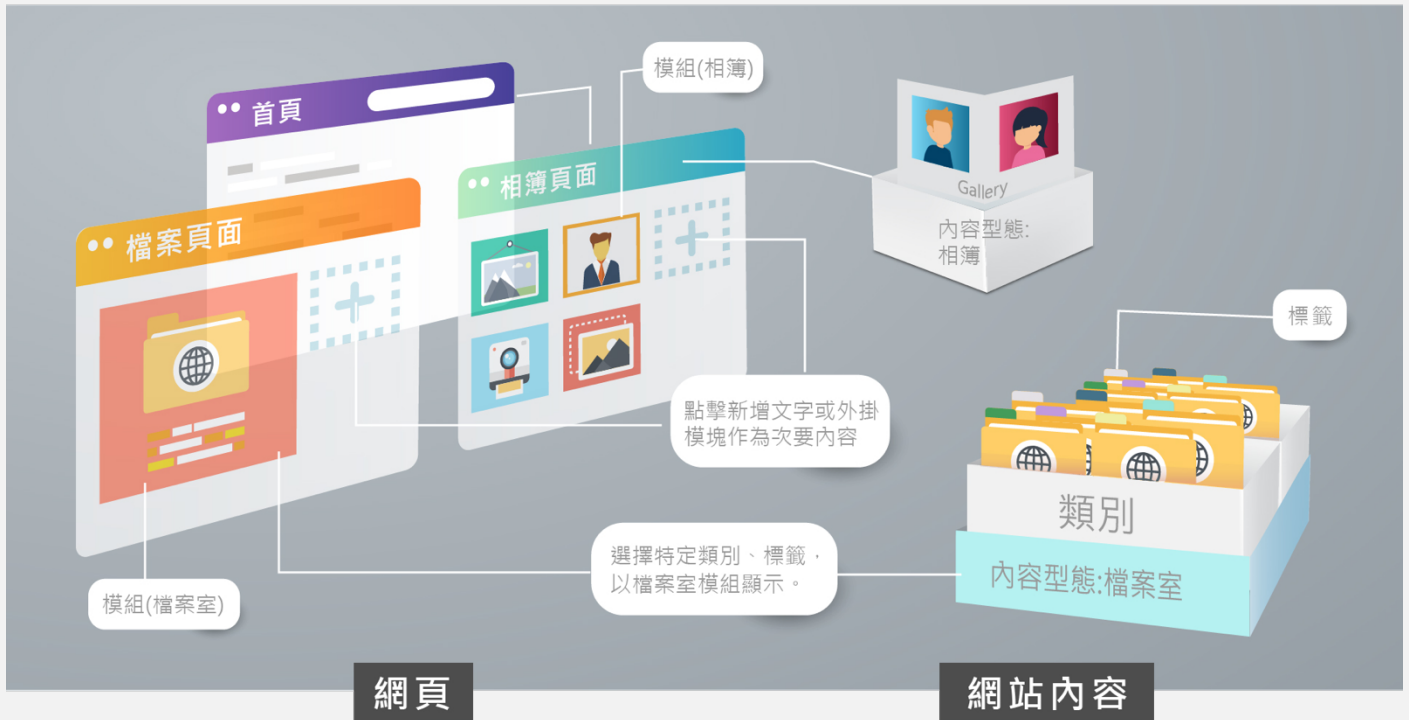 模組(相簿)
首頁
相簿頁面
檔案頁面
Gallery
內容型態:
相簿
標籤
點擊新增文字或外掛
模塊作為次要內容
類別
選擇特定類別、標籤，
以檔案室模組顯示。
內容型態:檔案室
模組(檔案室)
網頁
網站內容